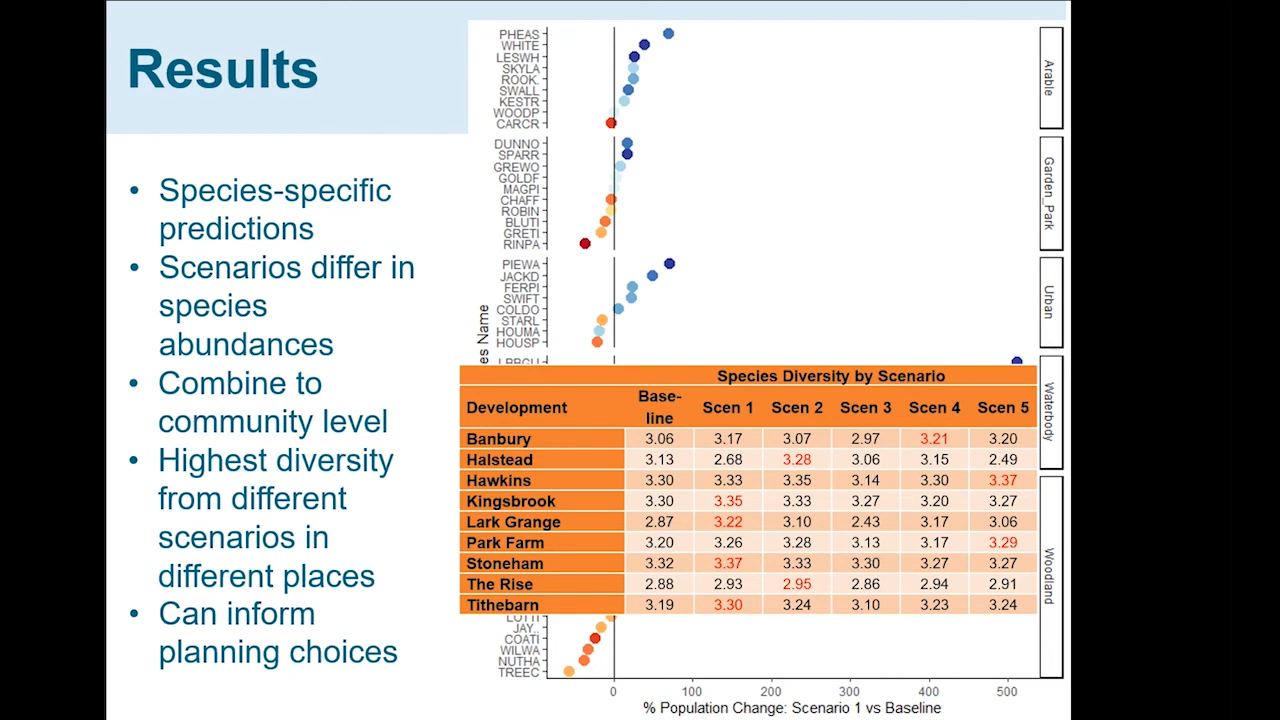 Results
• Species-specific
predictions
• Scenarios differ in
species
abundances
• Combine to
community level
• Highest diversity
from different
scenarios in
different places
• Can inform
planning choices
PHEAS
WHITE
LESWH
SKYLA
ROOK.
SWALL
KESTR
WOODP
CARCR
Arable
DUNNO
SPARR
GREWO
GOLDF
MAGPI
CHAFF
ROBIN
BLUTI
GRETI
RINPA
Garden_Park
PIEWA
JACKD
FERPI
SWIFT
COLDO
STARL
HOUMA
HOUSP
Urban
es Name
LBBGU
Waterbody
Species Diversity by Scenario
Development Base-line Scen 1 Scen 2 Scen 3 Scen 4 Scen 5
Banbury 3.06 3.17 3.07 2.97 3.21 3.20
Halstead 3.13 2.68 3.28 3.06 3.15 2.49
Hawkins 3.30 3.33 3.35 3.14 3.30 3.37
Kingsbrook 3.30 3.35 3.33 3.27 3.20 3.27
Lark Grange 2.87 3.22 3.10 2.43 3.17 3.06
Park Farm 3.20 3.26 3.28 3.13 3.17 3.29
Stoneham 3.32 3.37 3.33 3.30 3.27 3.27
The Rise 2.88 2.93 2.95 2.86 2.94 2.91
Tithebarn 3.19 3.30 3.24 3.10 3.23 3.24
Woodland
LOTTI
JAY..
COATI
WILWA
NUTHA
TREEC
0 100 200 300 400 500
% Population Change: Scenario 1 vs Baseline